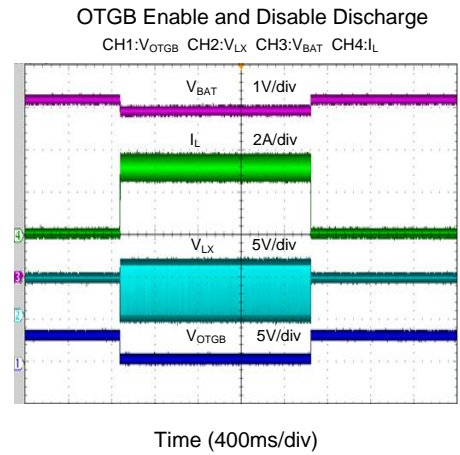 OTGB Enable and Disable Discharge
CH1:VOTGB CH2:VLX CH3:VBAT CH4:IL
VBAT 1V/div
IL 2A/div
4
VLX 5V/div
3
2
VOTGB 5V/div
1
Time (400ms/div)